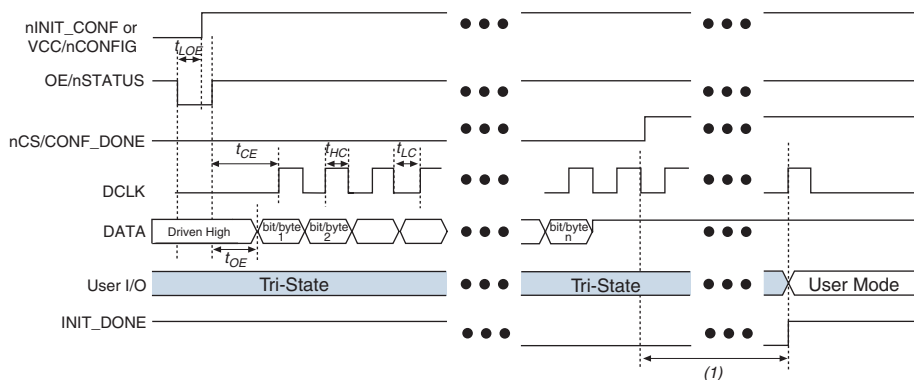 nINIT_CONF or
VCC/nCONFIG
tLOE
OE/nSTATUS
nCS/CONF_DONE
tCE
tHC
tLC
DCLK
DATA
Driven High
bit/byte
1
bit/byte
2
bit/byte
n
tOE
User I/O
Tri-State
Tri-State
User Mode
INIT_DONE
(1)